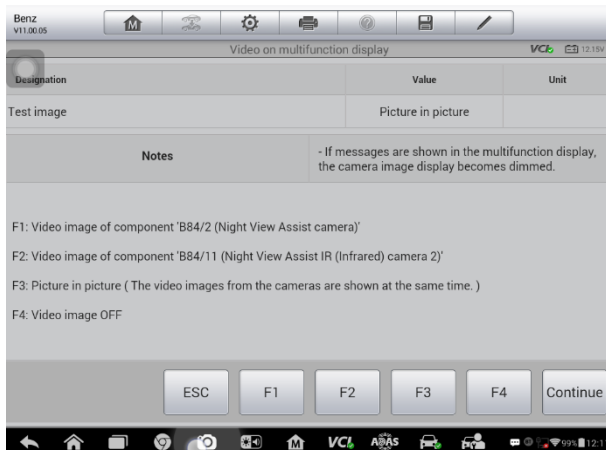 Benz
V11.00.05
Video on multifunction display
VCI
12.15V
Designation
Value
Unit
Test image
Picture in picture
Notes
- If messages are shown in the multifunction display,
the camera image display becomes dimmed.
F1: Video image of component 'B84/2 (Night View Assist camera)'
F2: Video image of component 'B84/11 (Night View Assist IR (Infrared) camera 2)'
F3: Picture in picture ( The video images from the cameras are shown at the same time. )
F4: Video image OFF
ESC
F1
F2
F3
F4
Continue
VCI
ADAS
99%